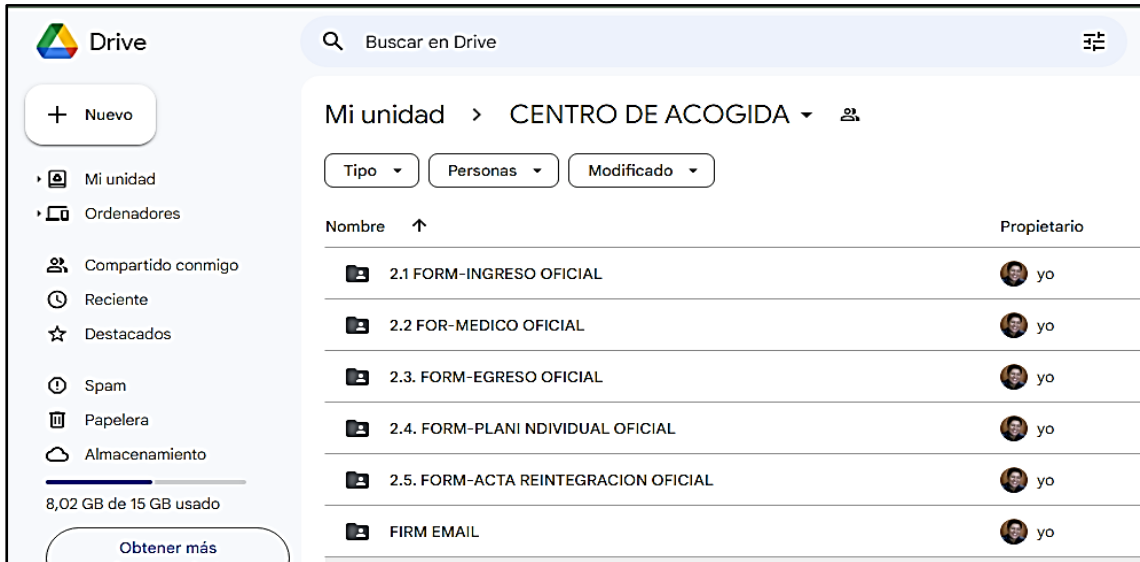 Drive
Buscar en Drive
Nuevo
Mi unidad
Ordenadores
Compartido conmigo
Reciente
Destacados
Spam
Papelera
Almacenamiento
8,02 GB de 15 GB usado
Obtener más
Mi unidad > CENTRO DE ACOGIDA
Tipo Personas Modificado
Nombre Propietario
2.1 FORM-INGRESO OFICIAL yo
2.2 FOR-MEDICO OFICIAL yo
2.3. FORM-EGRESO OFICIAL yo
2.4. FORM-PLANI NDIVIDUAL OFICIAL yo
2.5. FORM-ACTA REINTEGRACION OFICIAL yo
FIRM EMAIL yo